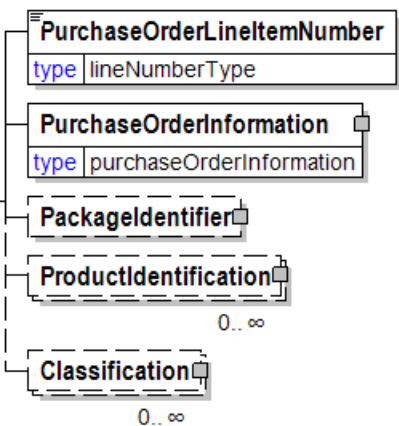 PurchaseOrderLineItemNumber
type lineNumberType
PurchaseOrderInformation
type purchaseOrderInformation
PackageIdentifier
ProductIdentification
0.. ∞
Classification
0.. ∞